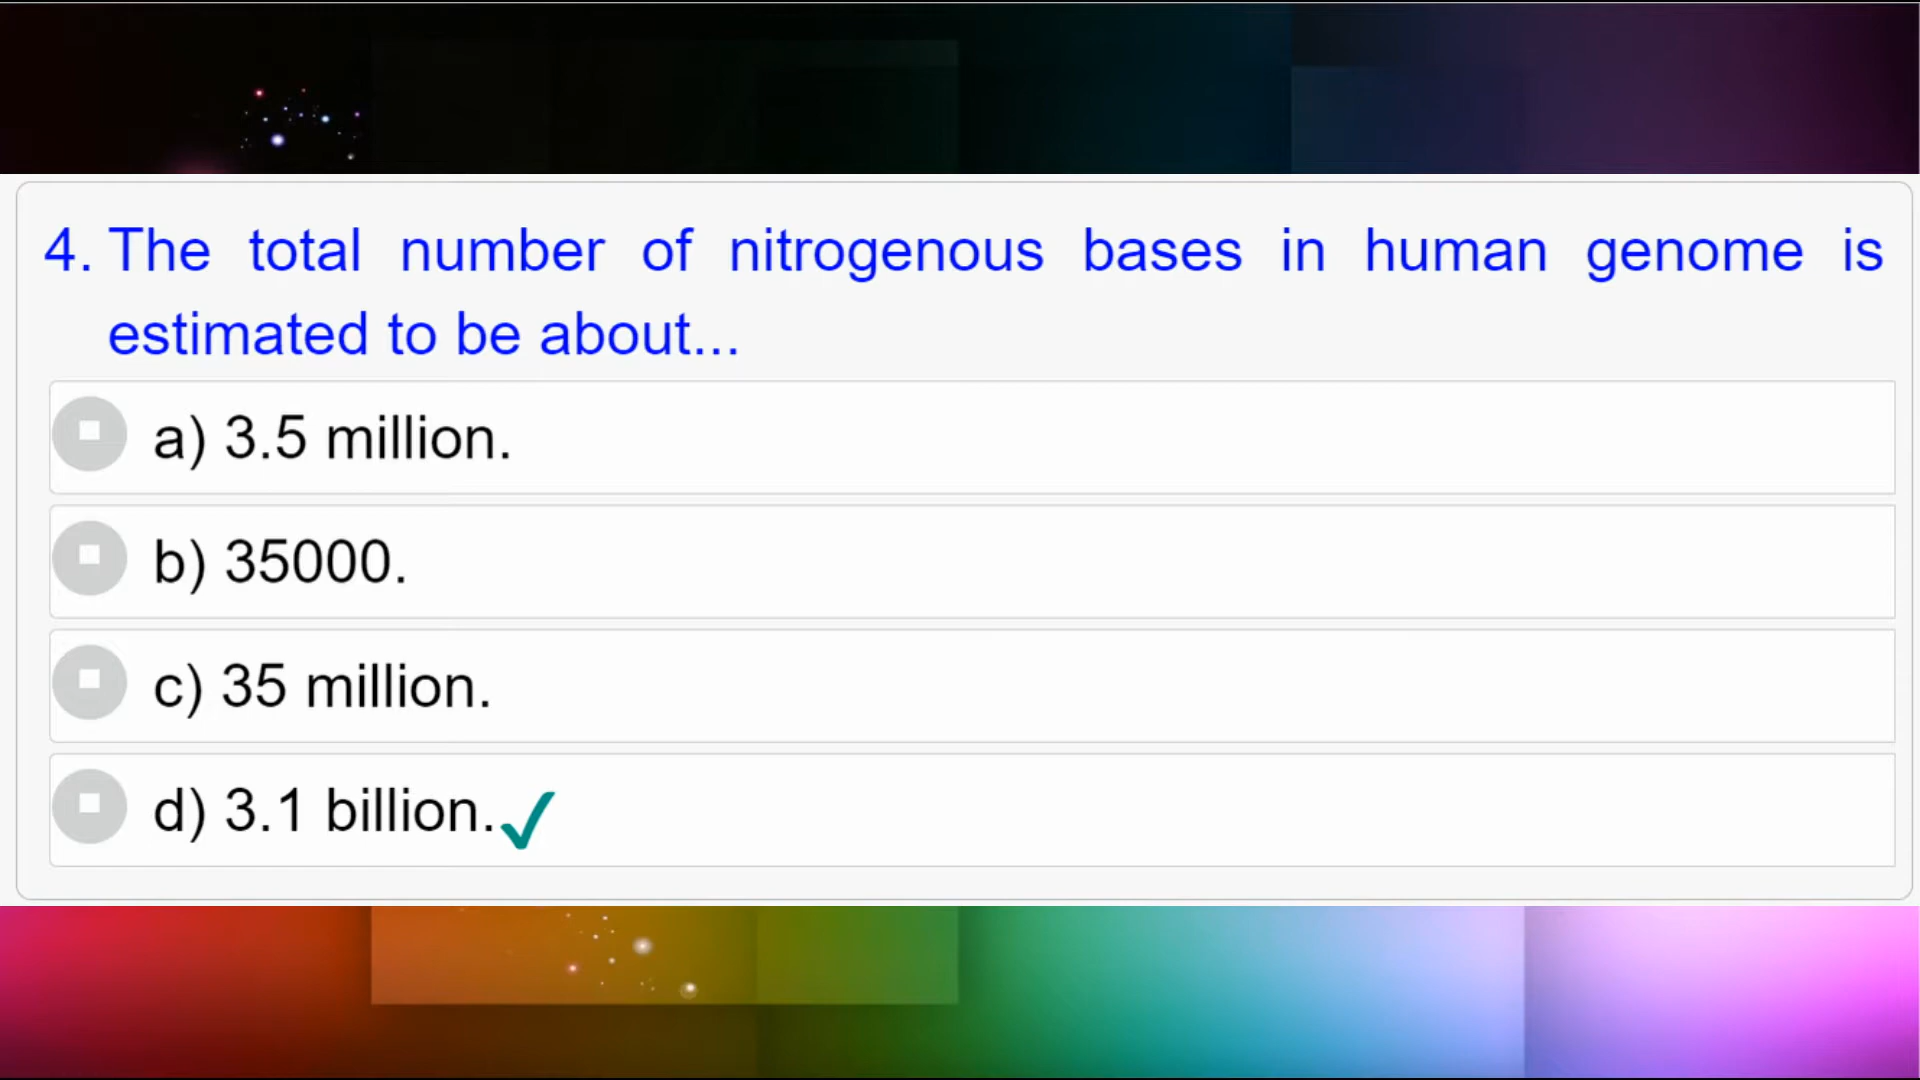 4. The total number of nitrogenous bases in human genome is
estimated to be about...
a) 3.5 million.
b) 35000.
c) 35 million.
d) 3.1 billion.